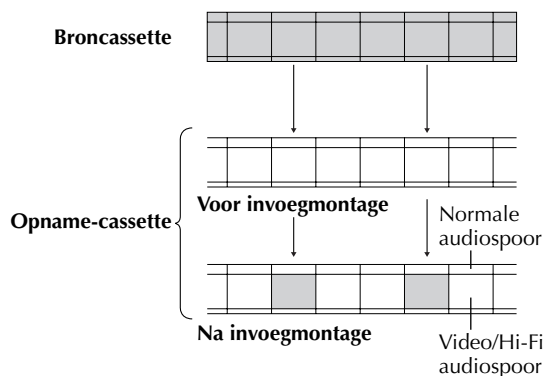 Broncassette
Voor invoegmontage
Opname-cassette
Normale
audiospoor
Na invoegmontage
Video/Hi-Fi
audiospoor